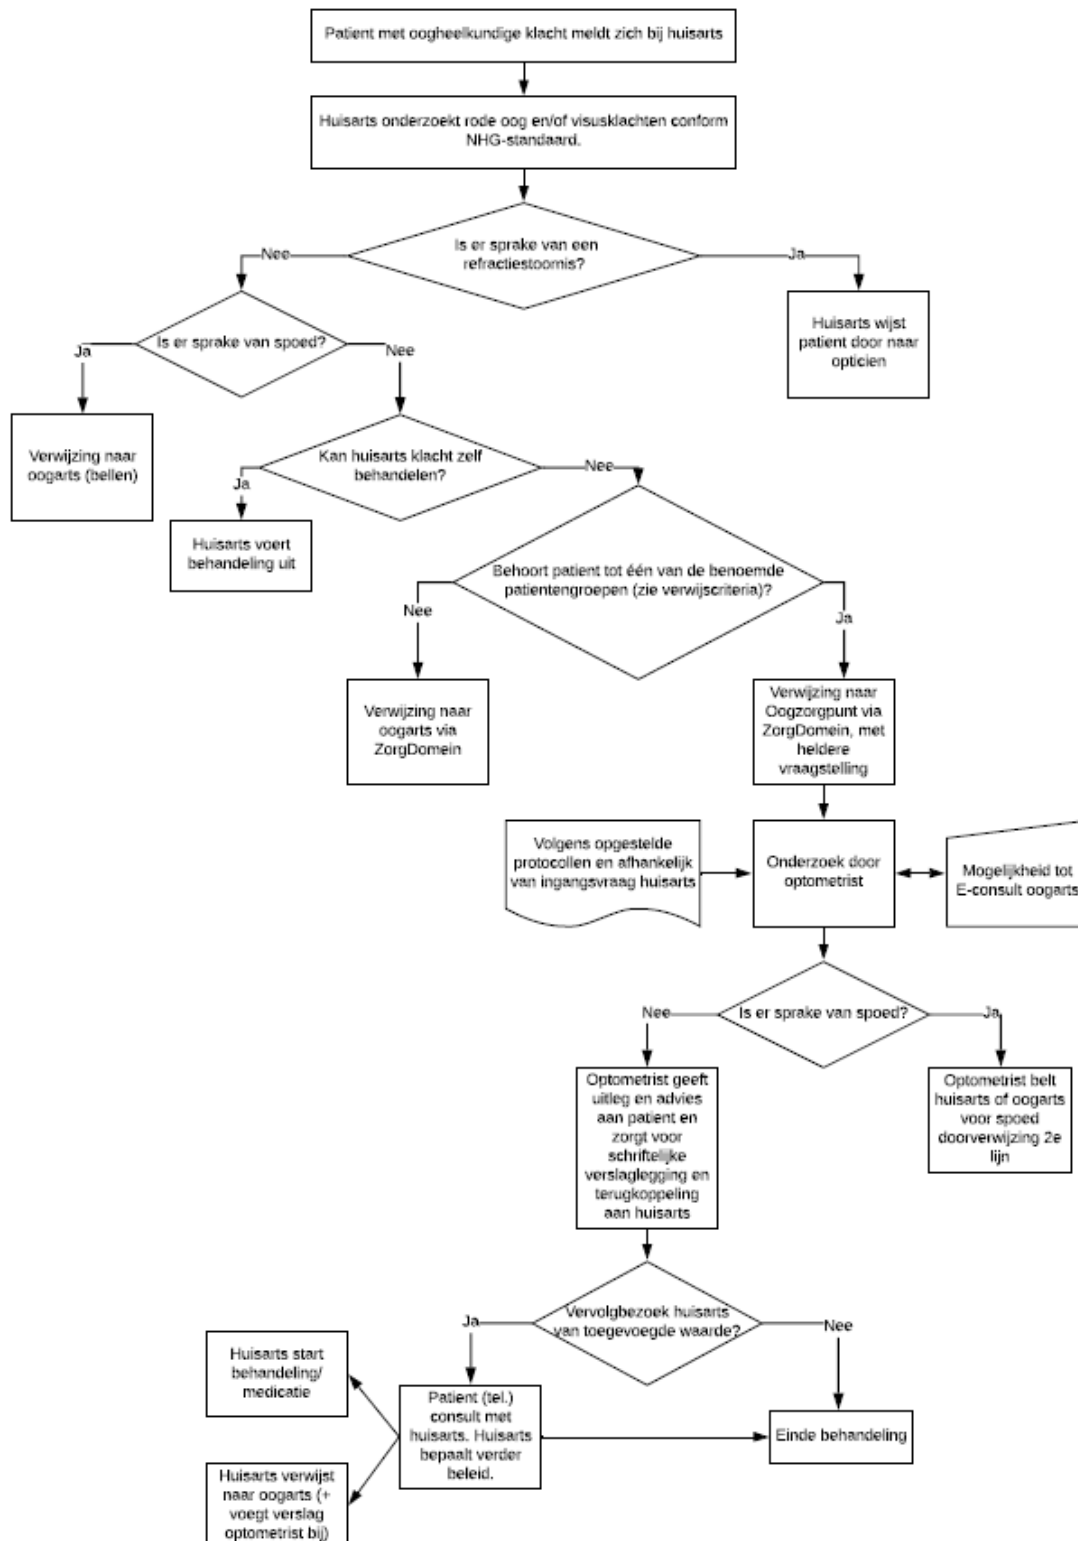 Patient met oogheelkundige klacht meldt zich bij huisarts
Huisarts onderzoekt rode oog en/of visusklachten conform
NHG-standaard.
Is er sprake van een
refractiestoornis?
Nee
Ja
Huisarts wijst
patient door naar
opticien
Is er sprake van spoed?
Ja
Nee
Verwijzing naar
oogarts (bellen)
Kan huisarts klacht zelf
behandelen?
Ja
Nee
Huisarts voert
behandeling uit
Behoort patient tot één van de benoemde
patientengroepen (zie verwijscriteria)?
Nee
Ja
Verwijzing naar
oogarts via
ZorgDomein
Verwijzing naar
Oogzorgpunt via
ZorgDomein, met
heldere
vraagstelling
Volgens opgestelde
protocollen en afhankelijk
van ingangsvraag huisarts
Onderzoek door
optometrist
Mogelijkheid tot
E-consult oogarts
Is er sprake van spoed?
Nee
Ja
Optometrist geeft
uitleg en advies
aan patient en
zorgt voor
schriftelijke
verslaglegging en
terugkoppeling
aan huisarts
Optometrist belt
huisarts of oogarts
voor spoed
doorverwijzing 2e
lijn
Vervolgbezoek huisarts
van toegevoegde waarde?
Ja
Nee
Huisarts start
behandeling/
medicatie
Patient (tel.)
consult met
huisarts. Huisarts
bepaalt verder
beleid.
Einde behandeling
Huisarts verwijst
naar oogarts (+
voegt verslag
optometrist bij)